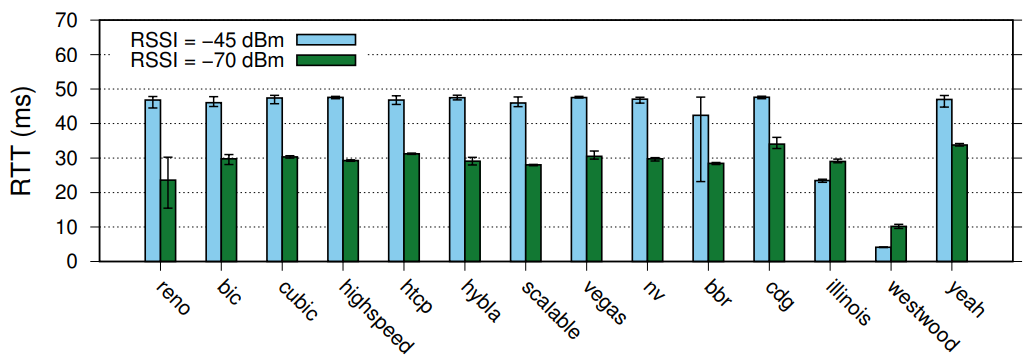 70
60
50
40
30
20
10
0
RTT (ms)
RSSI = −45 dBm
RSSI = −70 dBm
reno
bic
cubic
highspeed
htcp
hybla
scalable
vegas
nv
bbr
cdg
illinois
westwood
yeah